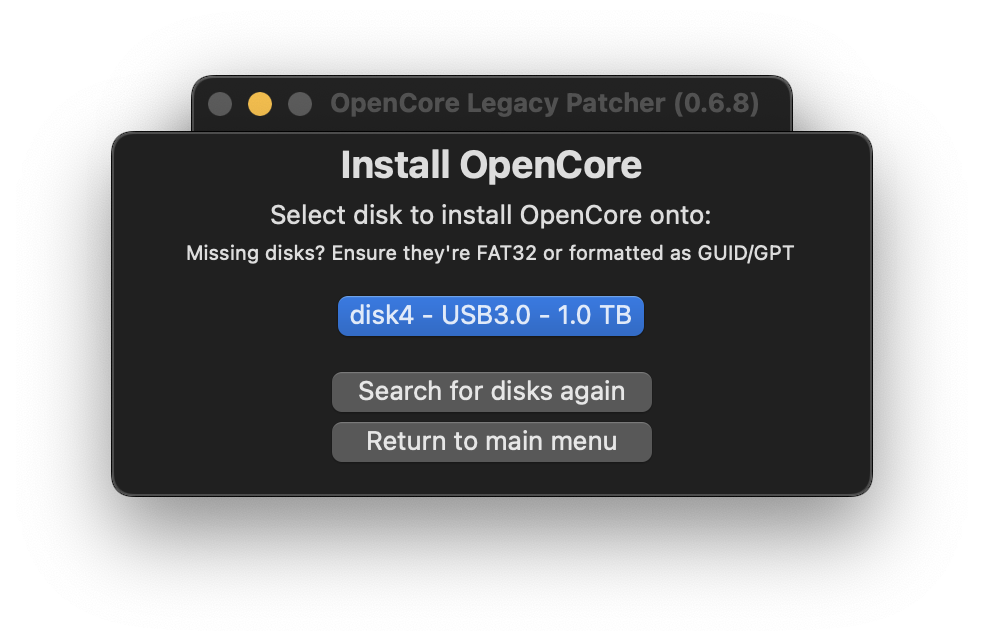 OpenCore Legacy Patcher (0.6.8)
Install OpenCore
Select disk to install OpenCore onto:
Missing disks? Ensure they're FAT32 or formatted as GUID/GPT
disk4 - USB3.0 - 1.0 TB
Search for disks again
Return to main menu